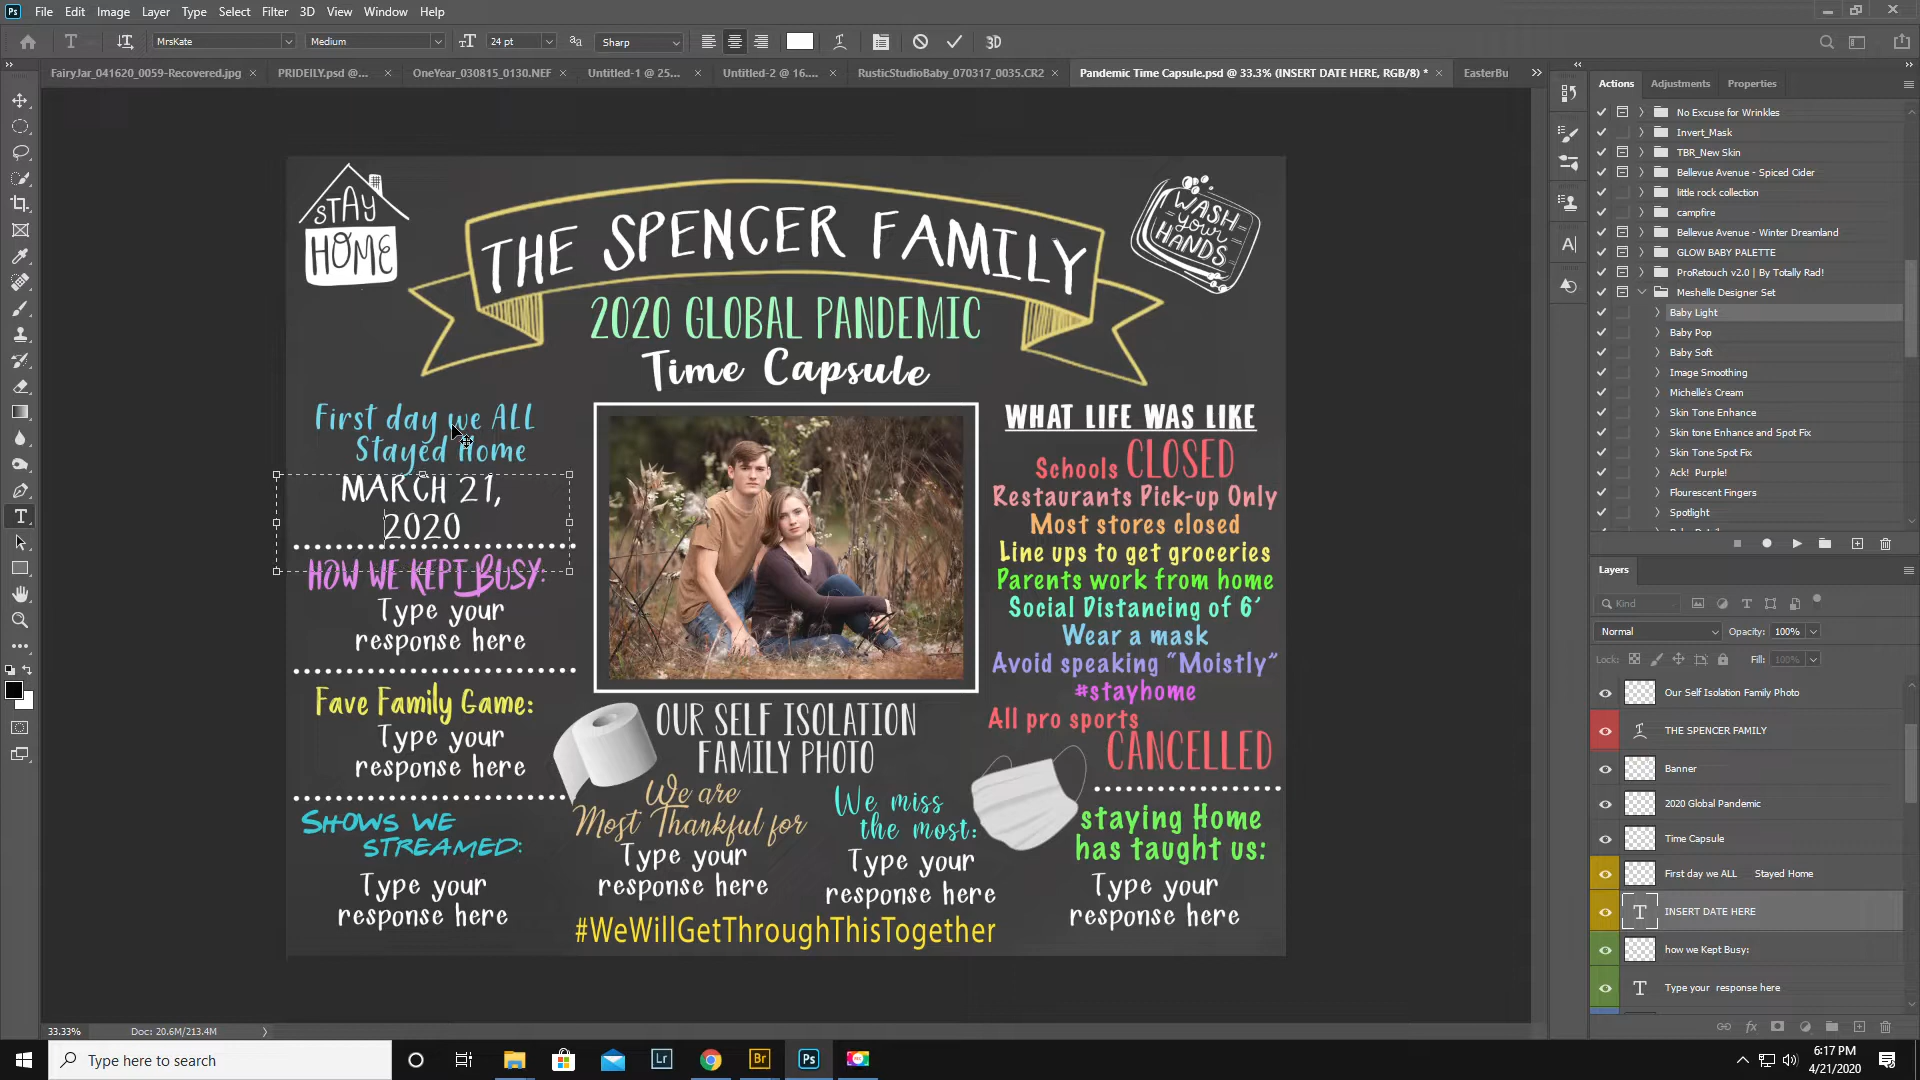 Ps File Edit Image Layer Type Select Filter 3D View Window Help
MrsKate Medium 24 pt Sharp 3D
FairyJar_041620_0059-Recovered.jpg PRIDEILY.psd @... OneYear_030815_0130.NEF Untitled-1 @ 25... Untitled-2 @ 16.... RusticStudioBaby_070317_0035.CR2 Pandemic Time Capsule.psd @ 33.3% (INSERT DATE HERE, RGB/8) * EasterBu
STAY
HOME
THE SPENCER FAMILY
WASH
your
HANDS
2020 GLOBAL PANDEMIC
Time Capsule
First day we ALL
Stayed Home
MARCH 21,
2020
HOW WE KEPT BUSY:
Type your
response here
Fave Family Game:
Type your
response here
SHOWS WE
STREAMED:
Type your
response here
OUR SELF ISOLATION
FAMILY PHOTO
We are
Most Thankful for
Type your
response here
We miss
the most:
Type your
response here
#WeWillGetThroughThisTogether
WHAT LIFE WAS LIKE
Schools CLOSED
Restaurants Pick-up Only
Most stores closed
Line ups to get groceries
Parents work from home
Social Distancing of 6'
Wear a mask
Avoid speaking “Moistly”
#stayhome
All pro sports
CANCELLED
staying Home
has taught us:
Type your
response here
Actions Adjustments Properties
No Excuse for Wrinkles
Invert_Mask
TBR_New Skin
Bellevue Avenue - Spiced Cider
little rock collection
campfire
Bellevue Avenue - Winter Dreamland
GLOW BABY PALETTE
ProRetouch v2.0 | By Totally Rad!
Meshelle Designer Set
Baby Light
Baby Pop
Baby Soft
Image Smoothing
Michelle's Cream
Skin Tone Enhance
Skin tone Enhance and Spot Fix
Skin Tone Spot Fix
Ack! Purple!
Flourescent Fingers
Spotlight
Layers
Kind
Normal Opacity: 100%
Lock: Fill: 100%
Our Self Isolation Family Photo
THE SPENCER FAMILY
Banner
2020 Global Pandemic
Time Capsule
First day we ALL Stayed Home
INSERT DATE HERE
how we Kept Busy:
Type your response here
33.33% Doc: 20.6M/213.4M
Type here to search
Lr Br Ps
6:17 PM
4/21/2020